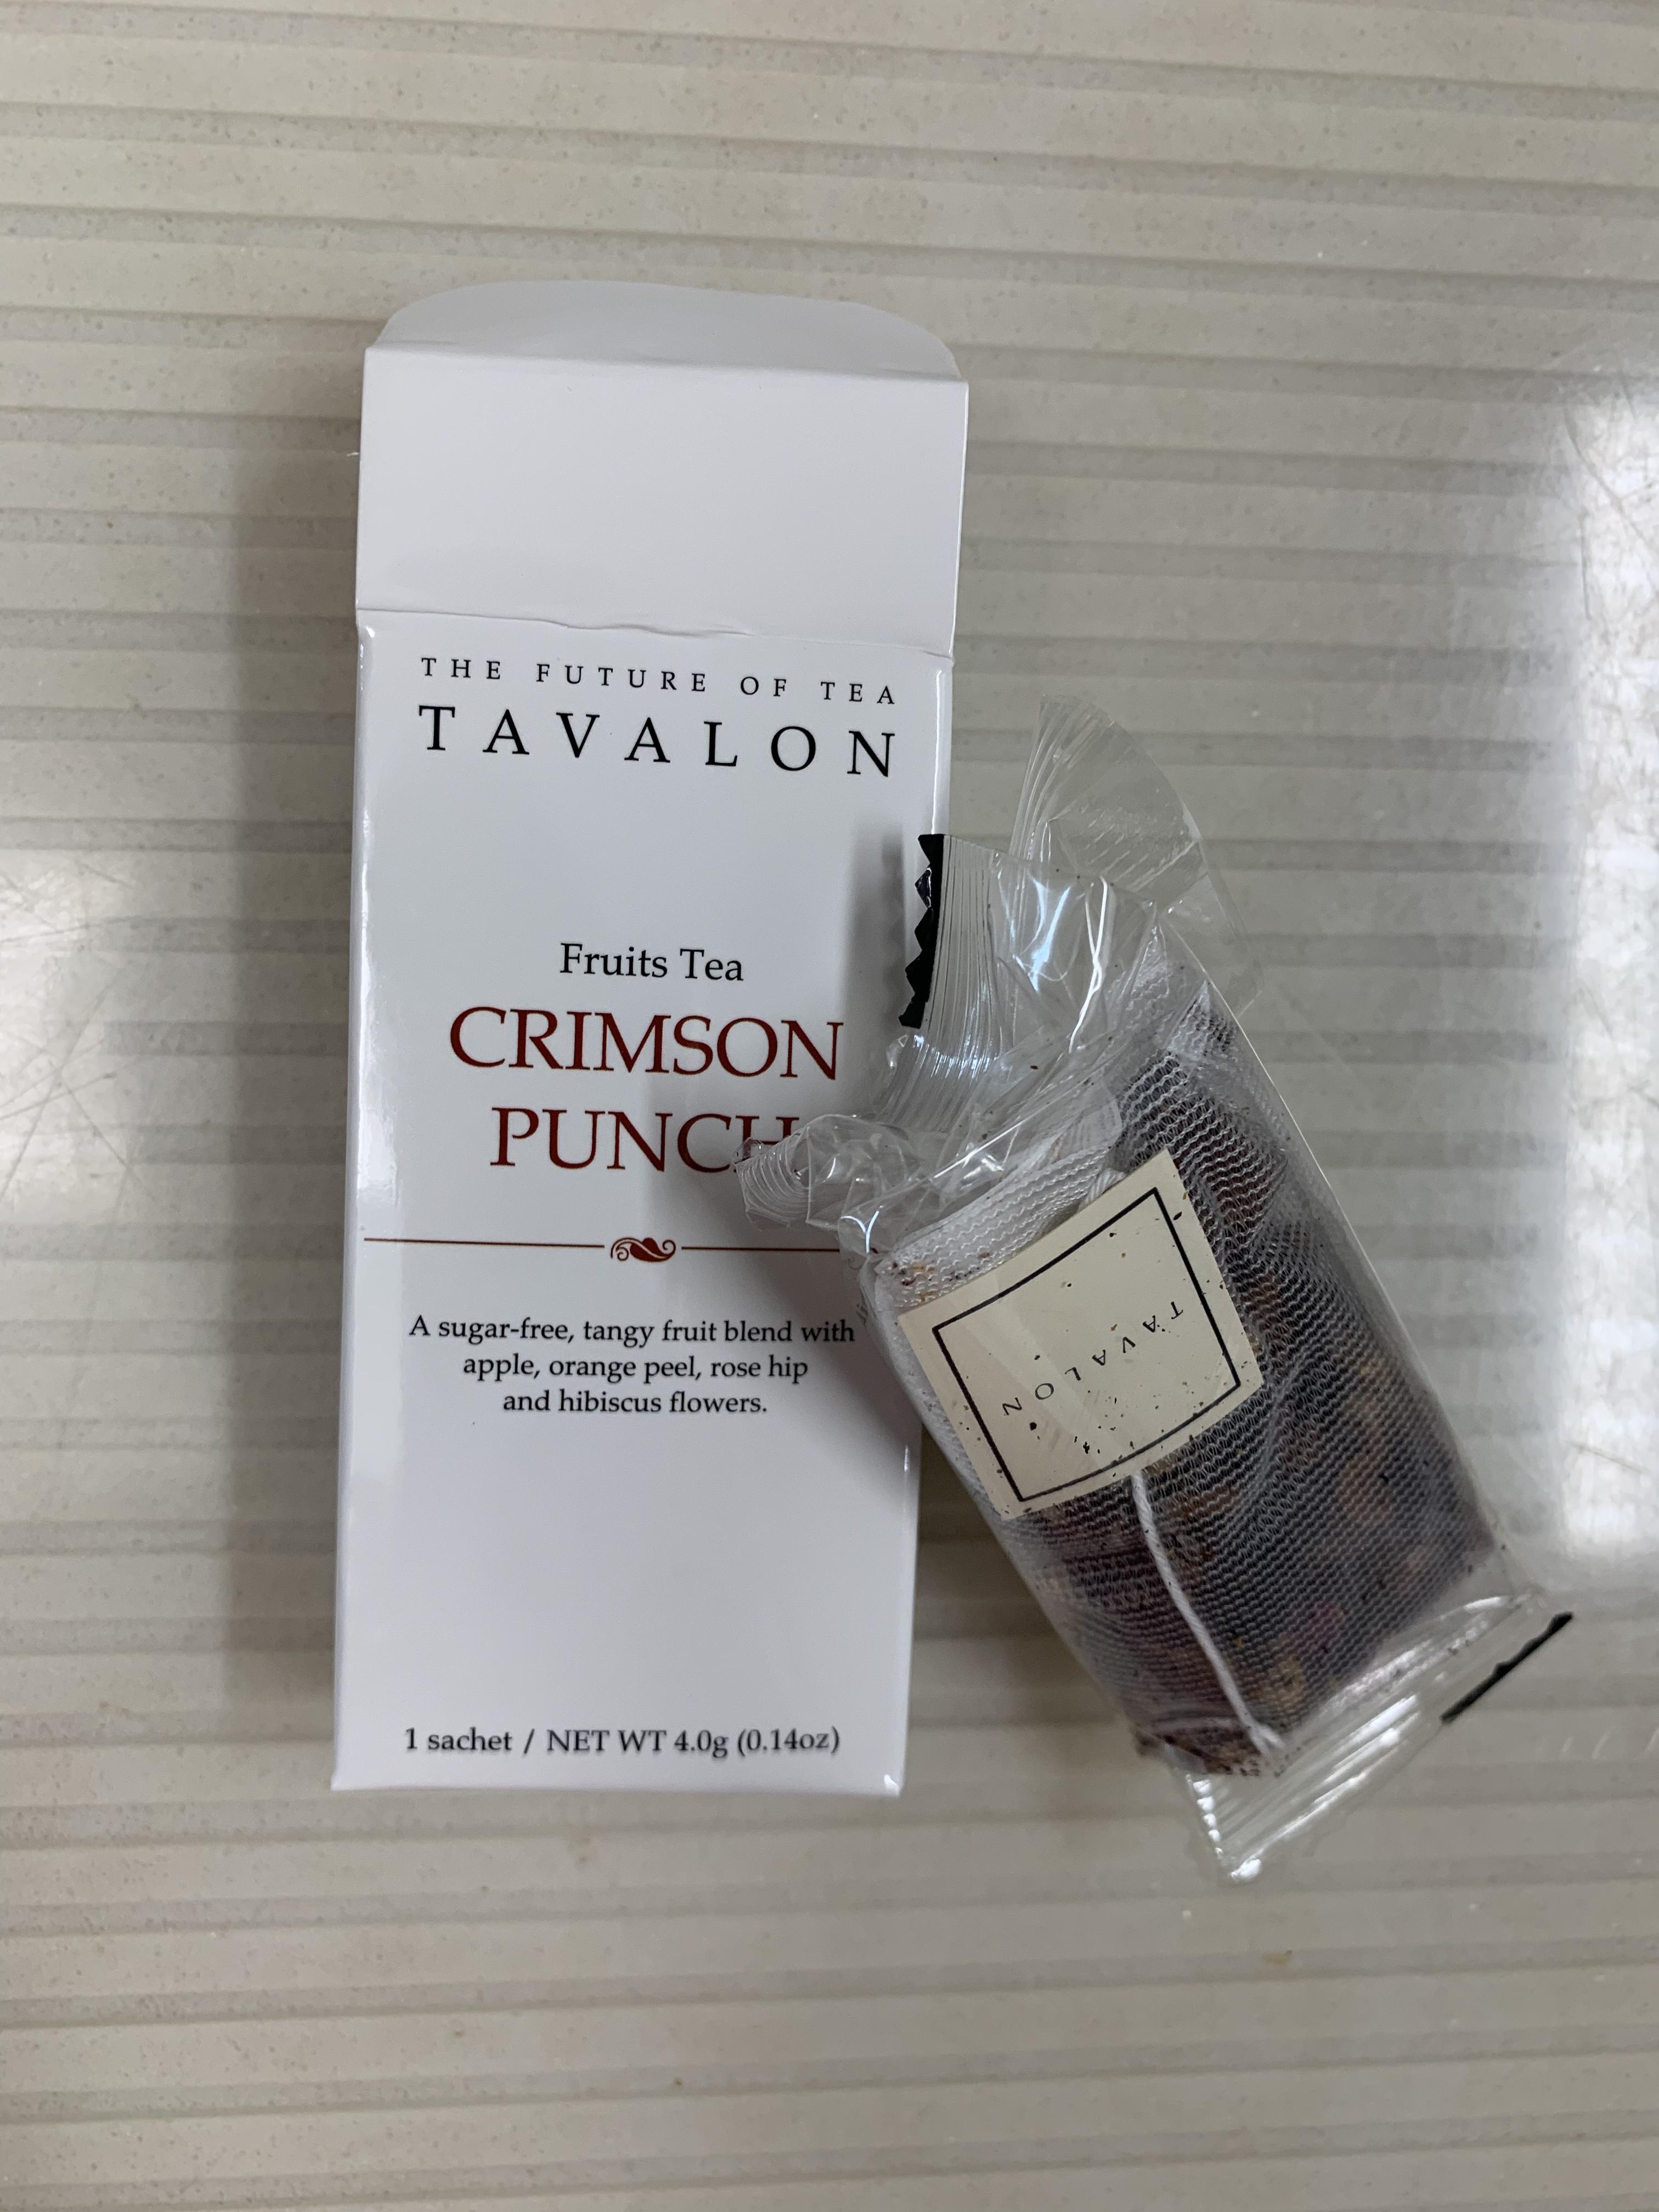 THE FUTURE OF TEA
TAVALON
Fruits Tea
CRIMSON
PUNCH
A sugar-free, tangy fruit blend with
apple, orange peel, rose hip
and hibiscus flowers.
1 sachet / NET WT 4.0g (0.14oz)
TAVALON